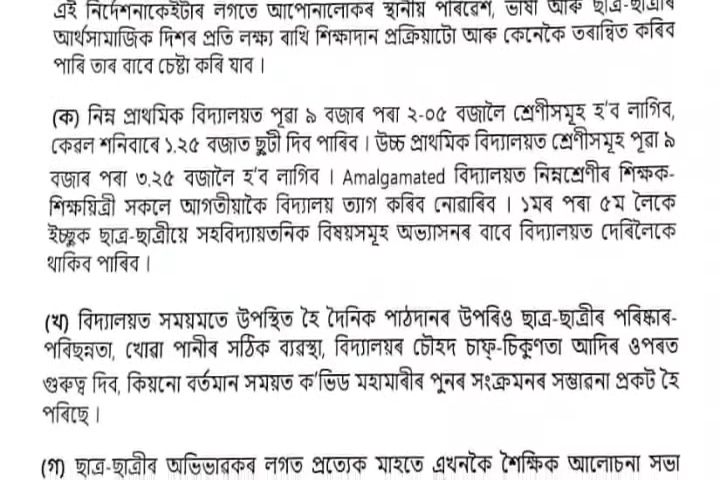 এই নিৰ্দেশনাকেইটাৰ লগতে আপোনালোকৰ স্থানীয় পৰিৱেশ, ভাষা আৰু ছাত্ৰ-ছাত্ৰীৰ
আৰ্থসামাজিক দিশৰ প্ৰতি লক্ষ্য ৰাখি শিক্ষাদান প্ৰক্ৰিয়াটো আৰু কেনেকৈ তৰান্বিত কৰিব
পাৰি তাৰ বাবে চেষ্টা কৰি যাব।
(ক) নিম্ন প্ৰাথমিক বিদ্যালয়ত পূৱা ৯ বজাৰ পৰা ২-০৫ বজালৈ শ্ৰেণীসমূহ হ'ব লাগিব,
কেৱল শনিবাৰে ১.২৫ বজাত ছুটী দিব পাৰিব। উচ্চ প্ৰাথমিক বিদ্যালয়ত শ্ৰেণীসমূহ পূৱা ৯
বজাৰ পৰা ৩.২৫ বজালৈ হ'ব লাগিব। Amalgamated বিদ্যালয়ত নিম্নশ্ৰেণীৰ শিক্ষক-
শিক্ষয়িত্ৰী সকলে আগতীয়াকৈ বিদ্যালয় ত্যাগ কৰিব নোৱাৰিব। ১মৰ পৰা ৫ম লৈকে
ইচ্ছুক ছাত্ৰ-ছাত্ৰীয়ে সহবিদ্যায়তনিক বিষয়সমূহ অভ্যাসনৰ বাবে বিদ্যালয়ত দেৰিলৈকে
থাকিব পাৰিব।
(খ) বিদ্যালয়ত সময়মতে উপস্থিত হৈ দৈনিক পাঠদানৰ উপৰিও ছাত্ৰ-ছাত্ৰীৰ পৰিষ্কাৰ-
পৰিছন্নতা, খোৱা পানীৰ সঠিক ব্যৱস্থা, বিদ্যালয়ৰ চৌহদ চাফ্-চিকুণতা আদিৰ ওপৰত
গুৰুত্ব দিব, কিয়নো বৰ্তমান সময়ত ক'ভিড মহামাৰীৰ পুনৰ সংক্ৰমনৰ সম্ভাৱনা প্ৰকট হৈ
পৰিছে।
(গ) ছাত্ৰ-ছাত্ৰীৰ অভিভাৱকৰ লগত প্ৰত্যেক মাহতে এখনকৈ শৈক্ষিক আলোচনা সভা